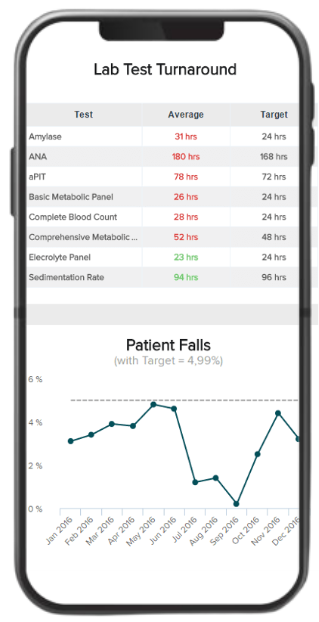 Lab Test Turnaround
Test Average Target
Amylase 31 hrs 24 hrs
ANA 180 hrs 168 hrs
aPIT 78 hrs 72 hrs
Basic Metabolic Panel 26 hrs 24 hrs
Complete Blood Count 28 hrs 24 hrs
Comprehensive Metabolic ... 52 hrs 48 hrs
Elecrolyte Panel 23 hrs 24 hrs
Sedimentation Rate 94 hrs 96 hrs
Patient Falls
(with Target = 4,99%)
6 %
4 %
2 %
0 %
Jan 2016 Feb 2016 Mar 2016 Apr 2016 May 2016 Jun 2016 Jul 2016 Aug 2016 Sep 2016 Oct 2016 Nov 2016 Dec 2016